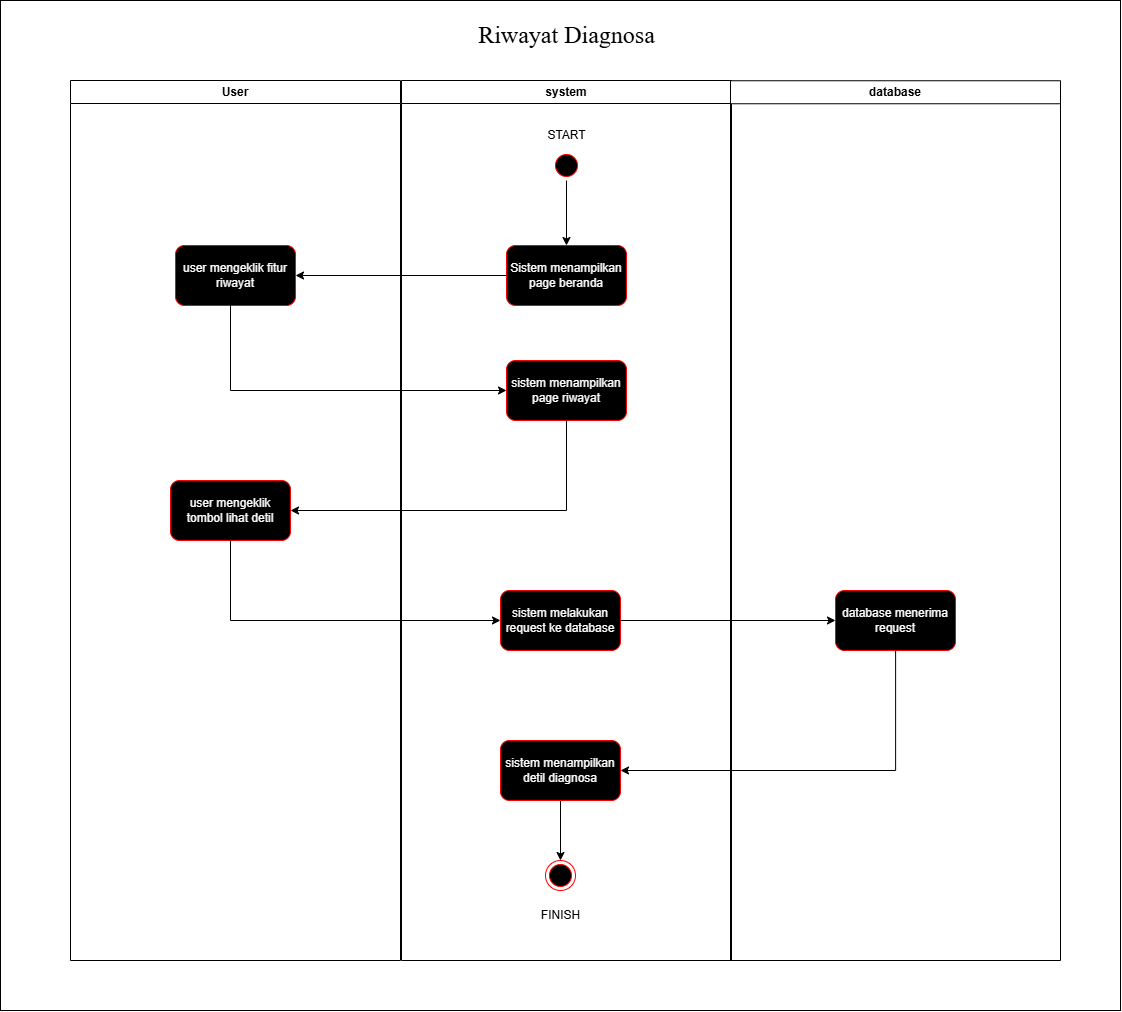 Riwayat Diagnosa
User
system
database
START
user mengeklik fitur
riwayat
Sistem menampilkan
page beranda
sistem menampilkan
page riwayat
user mengeklik
tombol lihat detil
sistem melakukan
request ke database
database menerima
request
sistem menampilkan
detil diagnosa
FINISH